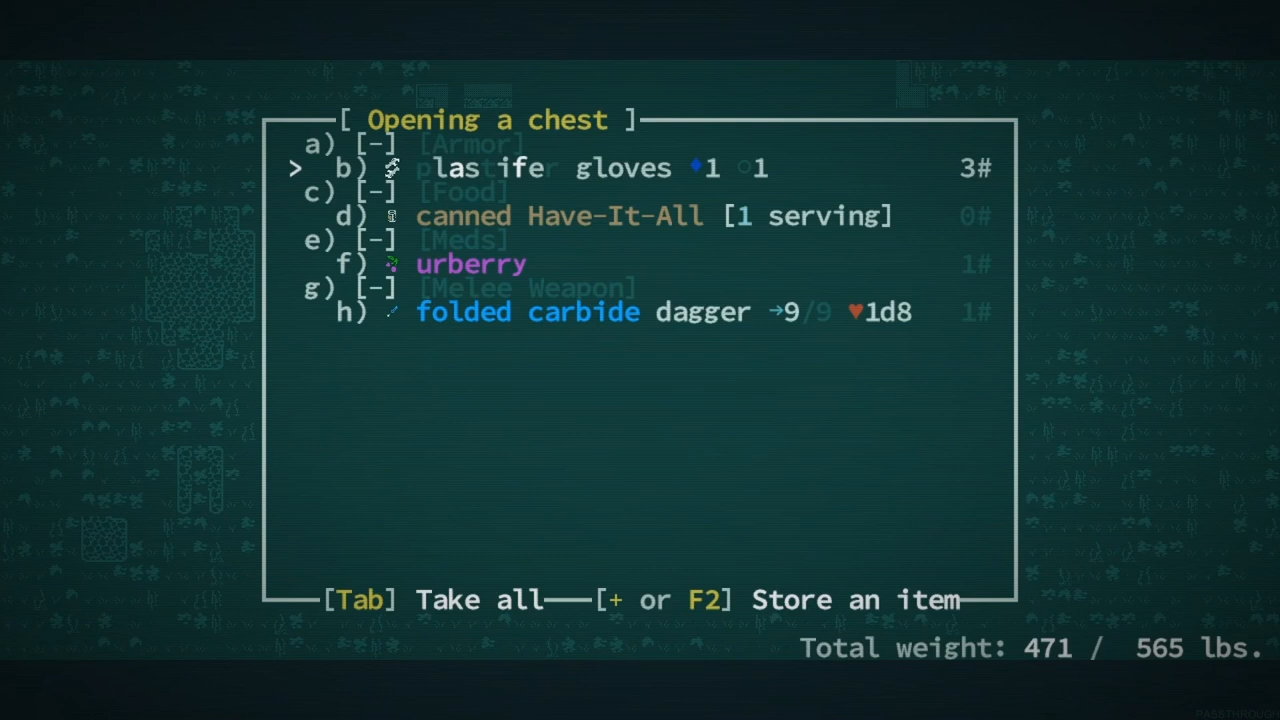 [ Opening a chest ]
a) [-] [Armor]
> b) gloves ♦1 ○1 3#
c) [-] [Food]
d) canned Have-It-All [1 serving] 0#
e) [-] [Meds]
f) urberry 1#
g) [-] [Melee Weapon]
h) folded carbide dagger →9/9 ♥1d8 1#
[Tab] Take all [+ or F2] Store an item
Total weight: 471 / 565 lbs.